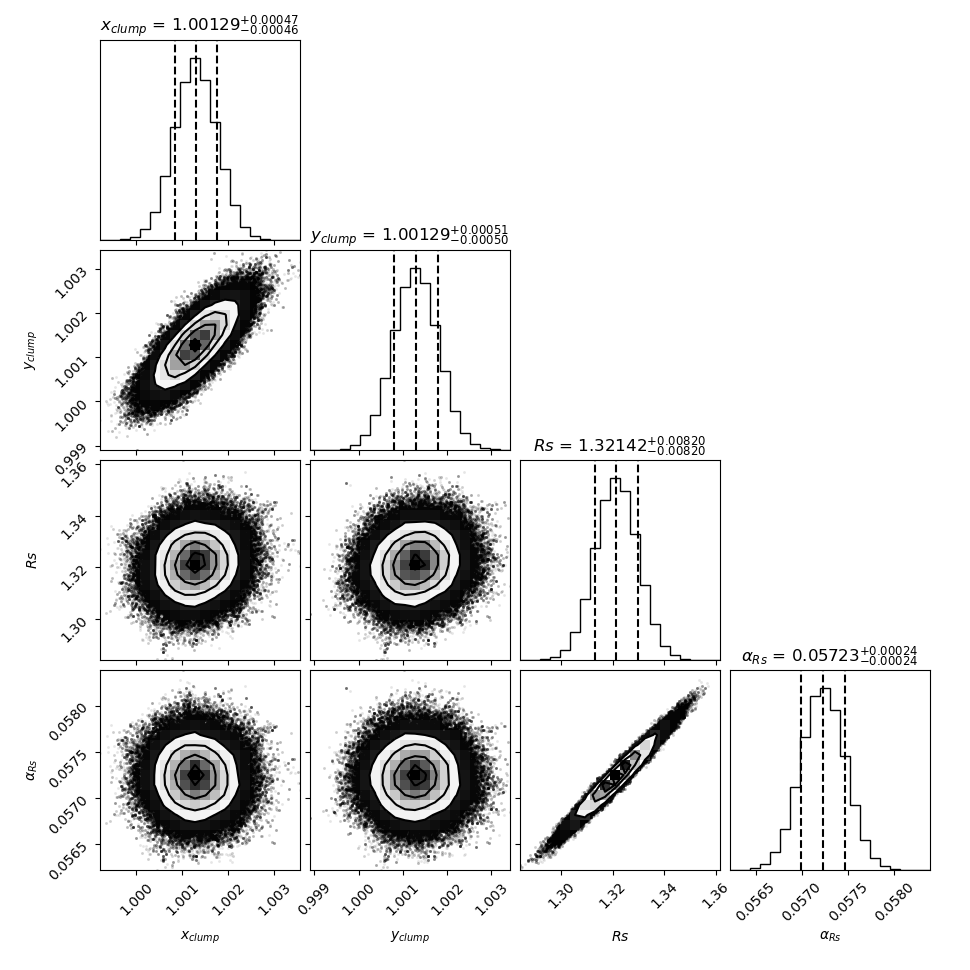 x_clump = 1.00129 +0.00047 −0.00046
y_clump = 1.00129 +0.00051 −0.00050
Rs = 1.32142 +0.00820 −0.00820
α_Rs = 0.05723 +0.00024 −0.00024
y_clump
1.003
1.002
1.001
1.000
0.999
Rs
1.36
1.34
1.32
1.30
α_Rs
0.0580
0.0575
0.0570
0.0565
1.000 1.001 1.002 1.003
0.999 1.000 1.001 1.002 1.003
1.30 1.32 1.34 1.36
0.0565 0.0570 0.0575 0.0580
x_clump
y_clump
Rs
α_Rs